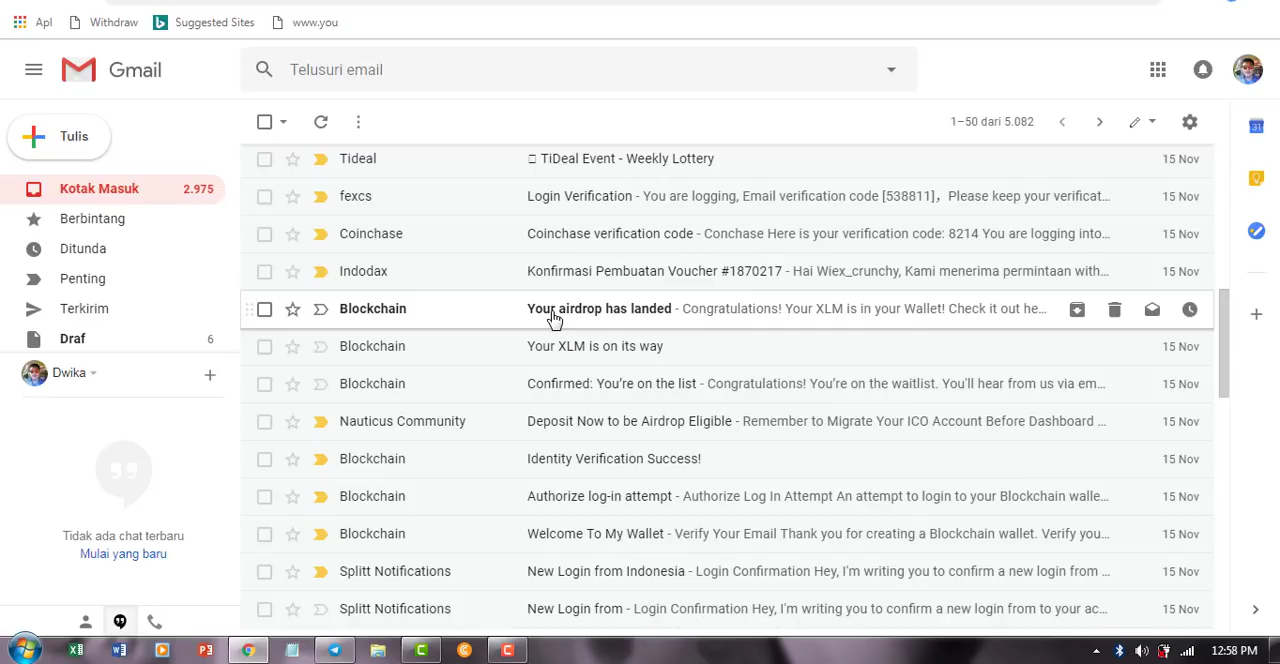 Apl Withdraw Suggested Sites www.you
Gmail
Telusuri email
Tulis
1–50 dari 5.082
Kotak Masuk 2.975
Berbintang
Ditunda
Penting
Terkirim
Draf 6
Dwika
Tidak ada chat terbaru
Mulai yang baru
Tideal TiDeal Event - Weekly Lottery 15 Nov
fexcs Login Verification - You are logging, Email verification code [538811]，Please keep your verificat... 15 Nov
Coinchase Coinchase verification code - Conchase Here is your verification code: 8214 You are logging into... 15 Nov
Indodax Konfirmasi Pembuatan Voucher #1870217 - Hai Wiex_crunchy, Kami menerima permintaan with... 15 Nov
Blockchain Your airdrop has landed - Congratulations! Your XLM is in your Wallet! Check it out he...
Blockchain Your XLM is on its way 15 Nov
Blockchain Confirmed: You’re on the list - Congratulations! You’re on the waitlist. You'll hear from us via em... 15 Nov
Nauticus Community Deposit Now to be Airdrop Eligible - Remember to Migrate Your ICO Account Before Dashboard ... 15 Nov
Blockchain Identity Verification Success! 15 Nov
Blockchain Authorize log-in attempt - Authorize Log In Attempt An attempt to login to your Blockchain walle... 15 Nov
Blockchain Welcome To My Wallet - Verify Your Email Thank you for creating a Blockchain wallet. Verify you... 15 Nov
Splitt Notifications New Login from Indonesia - Login Confirmation Hey, I'm writing you to confirm a new login from ... 15 Nov
Splitt Notifications New Login from - Login Confirmation Hey, I'm writing you to confirm a new login from to your ac... 15 Nov
31
12:58 PM